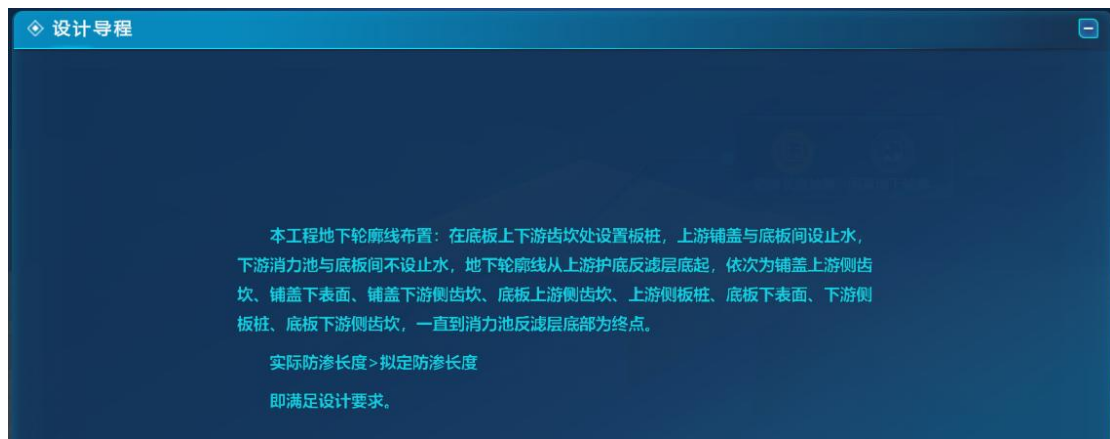 设计导程
本工程地下轮廓线布置：在底板上下游齿坎处设置板桩，上游铺盖与底板间设止水，
下游消力池与底板间不设止水，地下轮廓线从上游护底反滤层底起，依次为铺盖上游侧齿
坎、铺盖下表面、铺盖下游侧齿坎、底板上游侧齿坎、上游侧板桩、底板下表面、下游侧
板桩、底板下游侧齿坎，一直到消力池反滤层底部为终点。
实际防渗长度>拟定防渗长度
即满足设计要求。